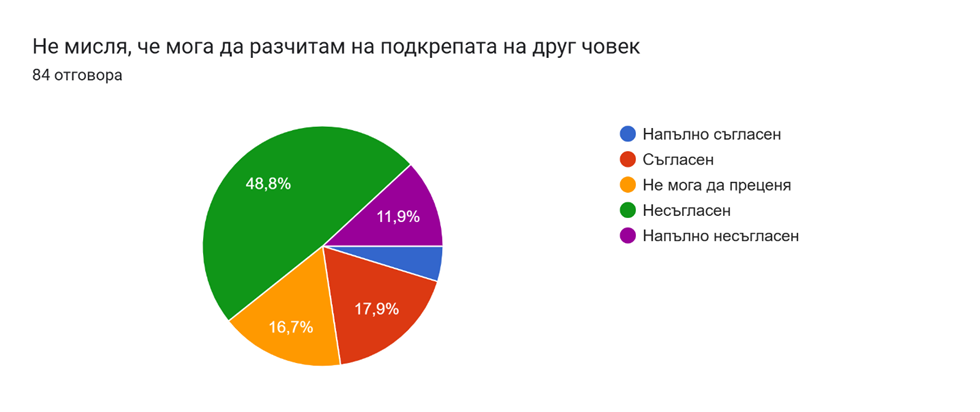 Не мисля, че мога да разчитам на подкрепата на друг човек
84 отговора
48,8%
11,9%
17,9%
16,7%
Напълно съгласен
Съгласен
Не мога да преценя
Несъгласен
Напълно несъгласен